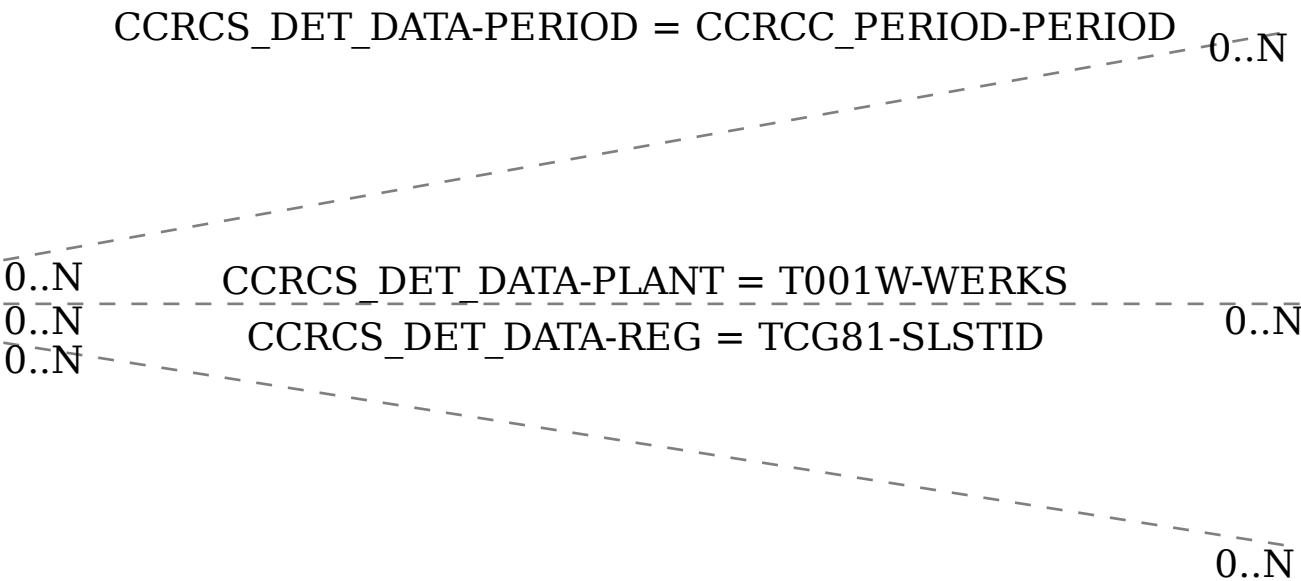 CCRCS_DET_DATA-PERIOD = CCRCC_PERIOD-PERIOD
0..N
0..N
CCRCS_DET_DATA-PLANT = T001W-WERKS
0..N
0..N
CCRCS_DET_DATA-REG = TCG81-SLSTID
0..N
0..N